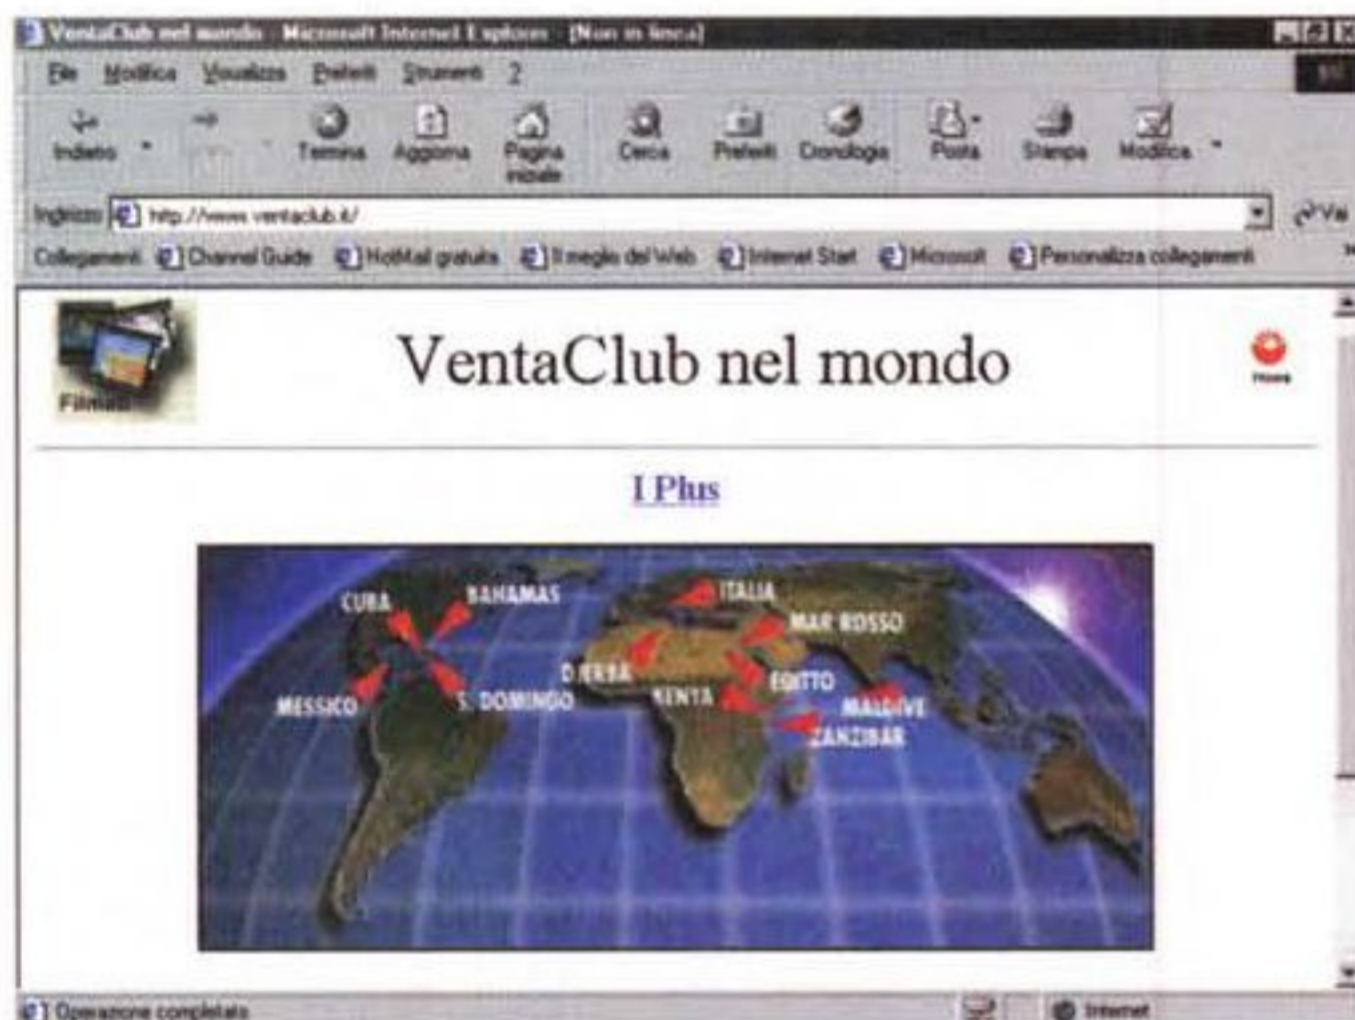 VentaClub nel mondo - Microsoft Internet Explorer - [Non in linea]
File Modifica Visualizza Preferiti Strumenti ?
Indietro Termina Aggiorna Pagina iniziale Cerca Preferiti Cronologia Posta Stampa Modifica
Indirizzo http://www.ventaclub.it/ Vai
Collegamenti Channel Guide HotMail gratuita Il meglio del Web Internet Start Microsoft Personalizza collegamenti
Filmati
VentaClub nel mondo
Home
I Plus
CUBA
BAHAMAS
ITALIA
MAR ROSSO
DJERBA
EGITTO
MESSICO
S. DOMINGO
KENYA
MALDIVE
ZANZIBAR
Operazione completata Internet